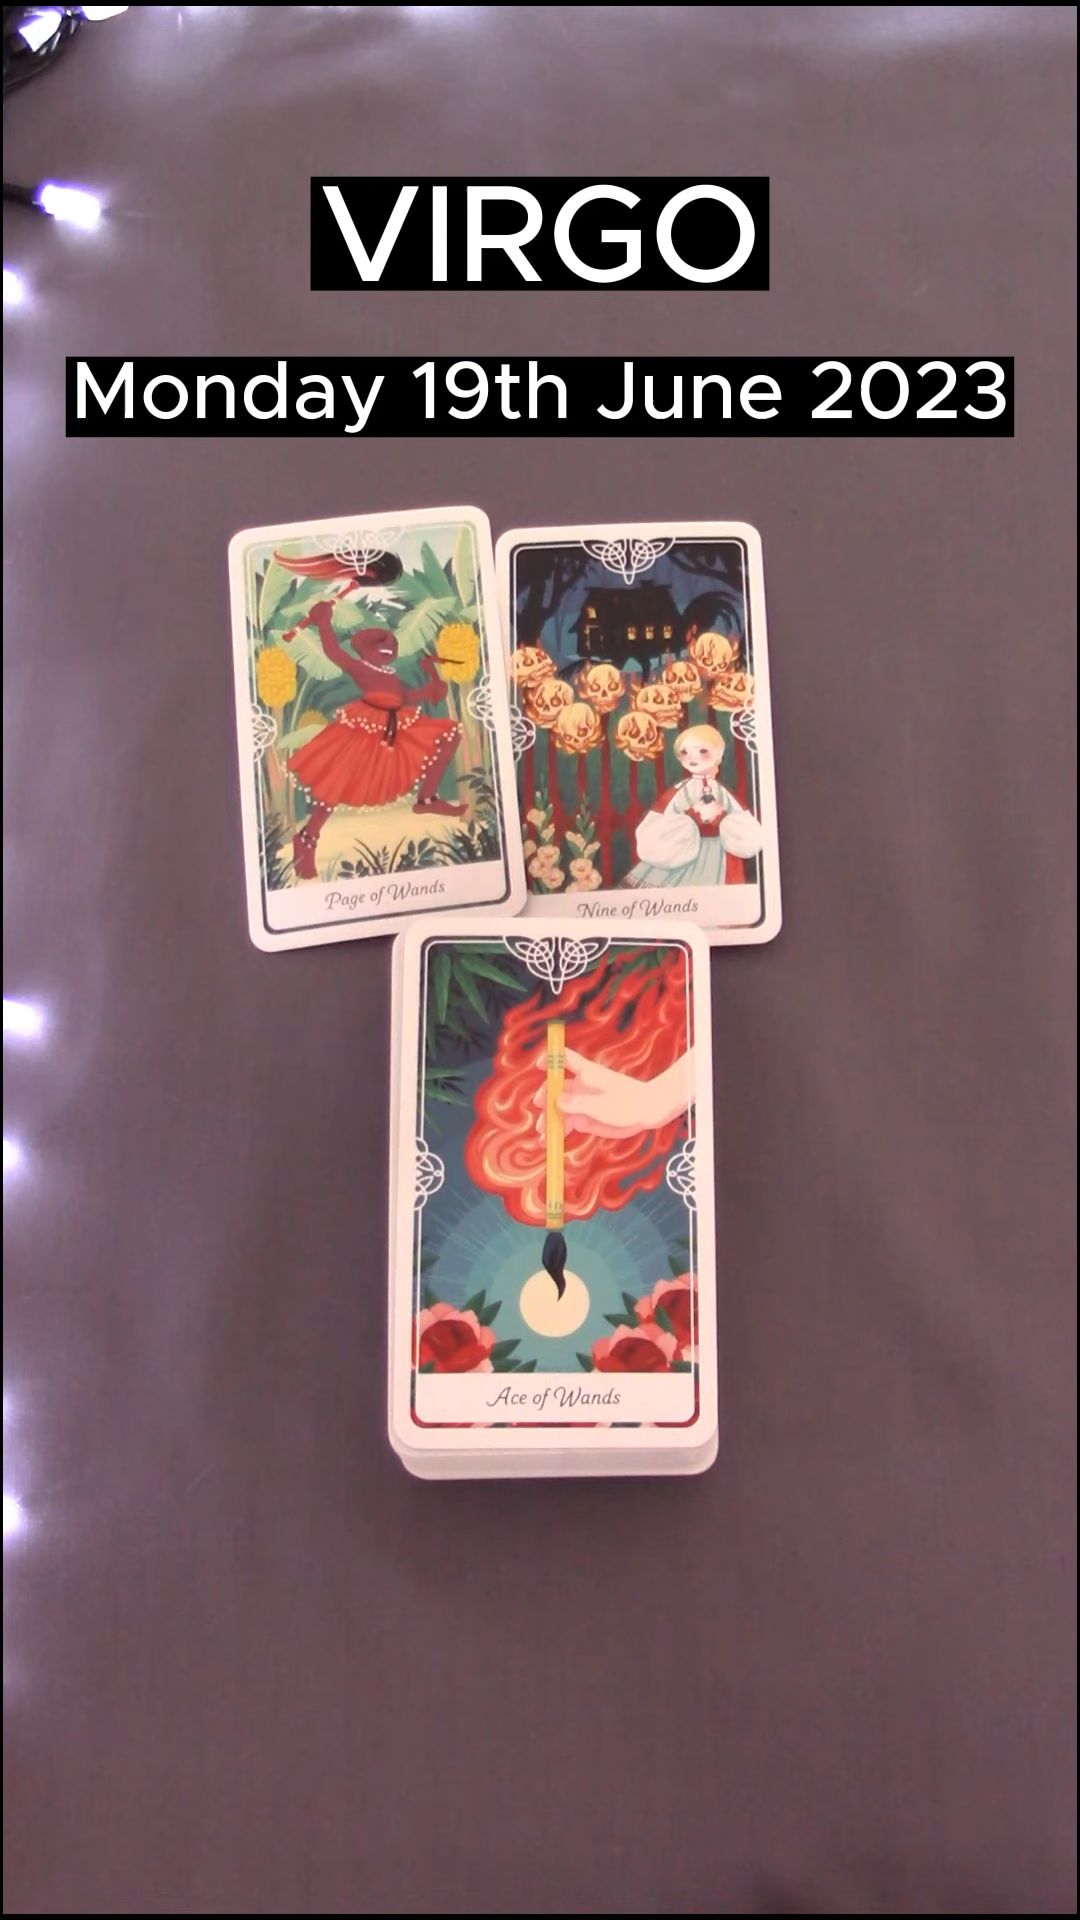 VIRGO
Monday 19th June 2023
Page of Wands
Nine of Wands
Ace of Wands